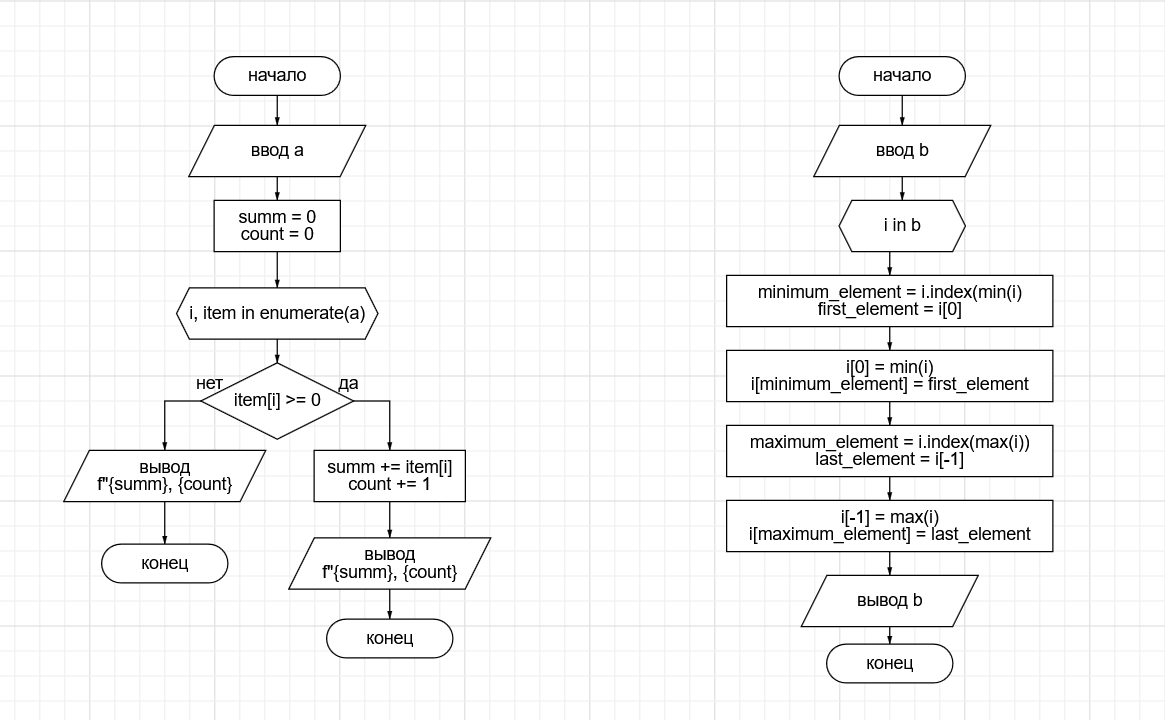 начало
ввод a
summ = 0
count = 0
i, item in enumerate(a)
нет
да
item[i] >= 0
вывод
f"{summ}, {count}
конец
summ += item[i]
count += 1
вывод
f"{summ}, {count}
конец
начало
ввод b
i in b
minimum_element = i.index(min(i)
first_element = i[0]
i[0] = min(i)
i[minimum_element] = first_element
maximum_element = i.index(max(i))
last_element = i[-1]
i[-1] = max(i)
i[maximum_element] = last_element
вывод b
конец